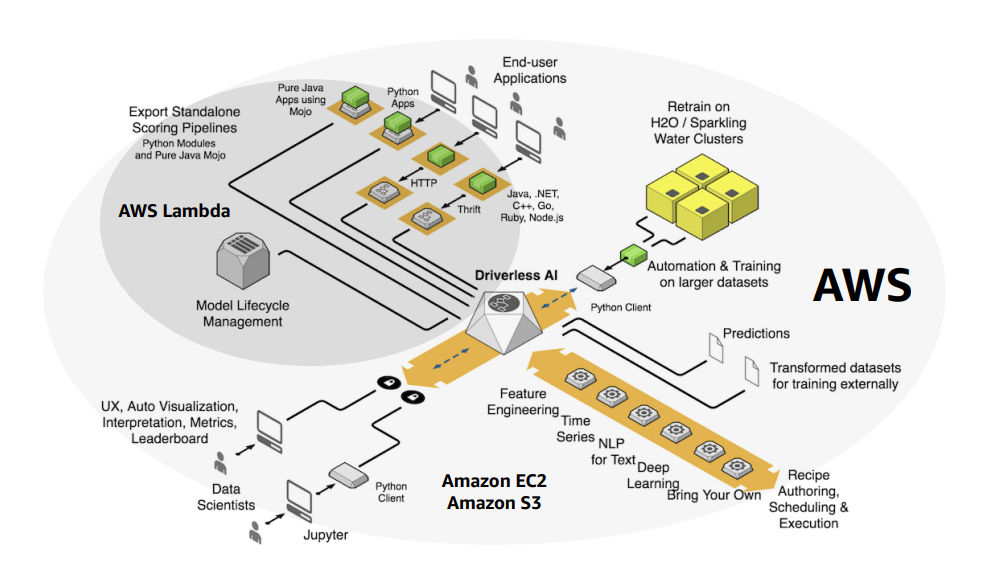 End-user
Applications
Pure Java
Apps using
Mojo
Python
Apps
Export Standalone
Scoring Pipelines
Python Modules
and Pure Java Mojo
Retrain on
H2O / Sparkling
Water Clusters
HTTP
Thrift
Java, .NET,
C++, Go,
Ruby, Node.js
AWS Lambda
Model Lifecycle
Management
Driverless AI
Automation & Training
on larger datasets
Python Client
AWS
Predictions
Transformed datasets
for training externally
Feature
Engineering
Time
Series
NLP
for Text
Deep
Learning
Bring Your Own
Recipe
Authoring,
Scheduling &
Execution
UX, Auto Visualization,
Interpretation, Metrics,
Leaderboard
Data
Scientists
Python
Client
Jupyter
Amazon EC2
Amazon S3